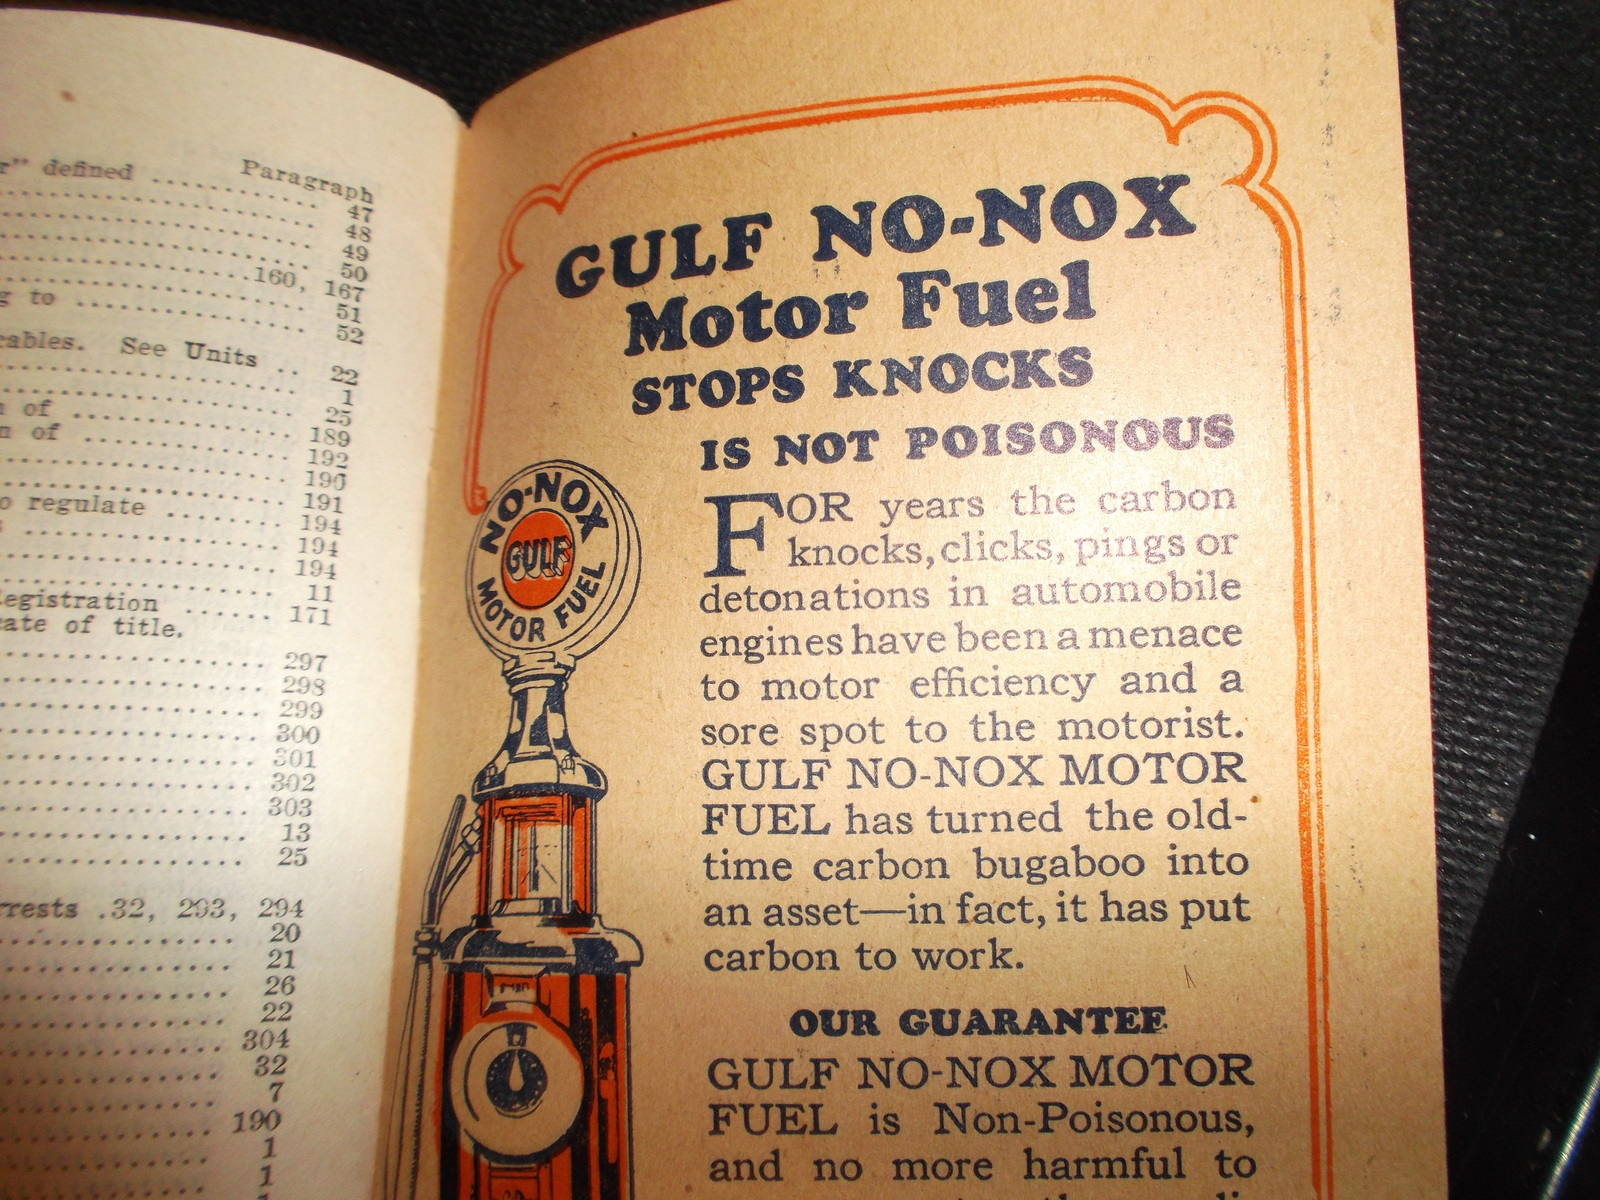 Paragraph
r" defined 47
48
49
50
160, 167
g to 51
52
cables. See Units 22
1
n of 25
n of 189
192
190
191
o regulate 194
194
194
11
Registration 171
cate of title.
297
298
299
300
301
302
303
13
25
rrests .32, 293, 294
20
21
26
22
304
32
7
190
1
1
GULF NO-NOX
Motor Fuel
STOPS KNOCKS
IS NOT POISONOUS
NO-NOX
GULF
MOTOR FUEL
FOR years the carbon
knocks, clicks, pings or
detonations in automobile
engines have been a menace
to motor efficiency and a
sore spot to the motorist.
GULF NO-NOX MOTOR
FUEL has turned the old-
time carbon bugaboo into
an asset—in fact, it has put
carbon to work.
OUR GUARANTEE
GULF NO-NOX MOTOR
FUEL is Non-Poisonous,
and no more harmful to